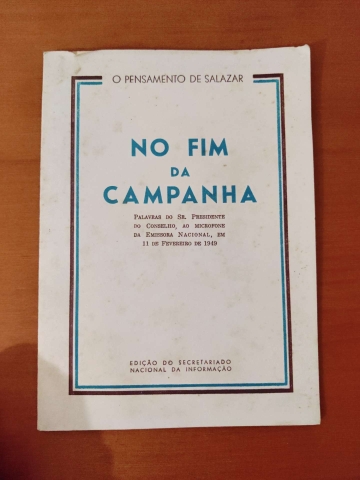 O PENSAMENTO DE SALAZAR
NO FIM
DA
CAMPANHA
Palavras do Sr. Presidente
do Conselho, ao microfone
da Emissora Nacional, em
11 de Fevereiro de 1949
EDIÇÃO DO SECRETARIADO
NACIONAL DA INFORMAÇÃO